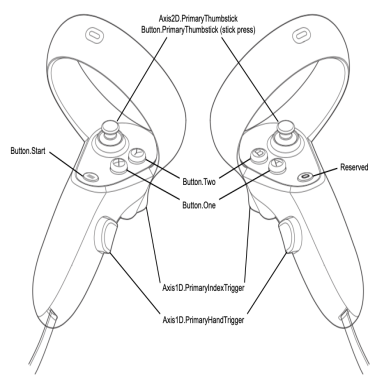 Axis2D.PrimaryThumbstick
Button.PrimaryThumbstick (stick press)
Button.Start
Button.Two
Reserved
Button.One
Axis1D.PrimaryIndexTrigger
Axis1D.PrimaryHandTrigger